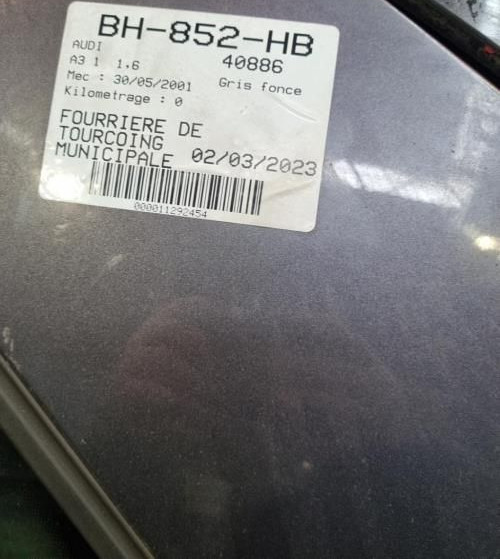 BH-852-HB
AUDI
A3 1 1,6 40886
Mec : 30/05/2001 Gris fonce
Kilometrage : 0
FOURRIERE DE
TOURCOING
MUNICIPALE 02/03/2023
000011292454